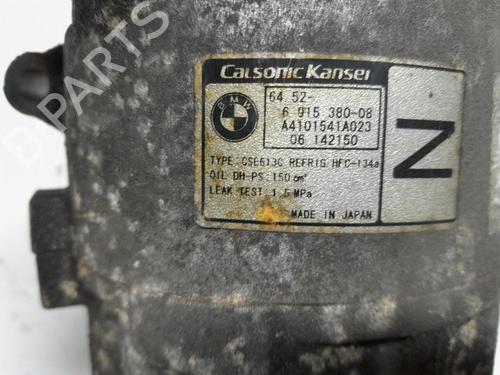 Calsonic Kansei
BMW
64 52-
6 915 380-08
A4101541A023
06 142150
N
TYPE: CSE613C REFRIG HFC-134a
OIL DH-PS: 150 cm³
LEAK TEST: 1.5 MPa
MADE IN JAPAN
B-PARTS